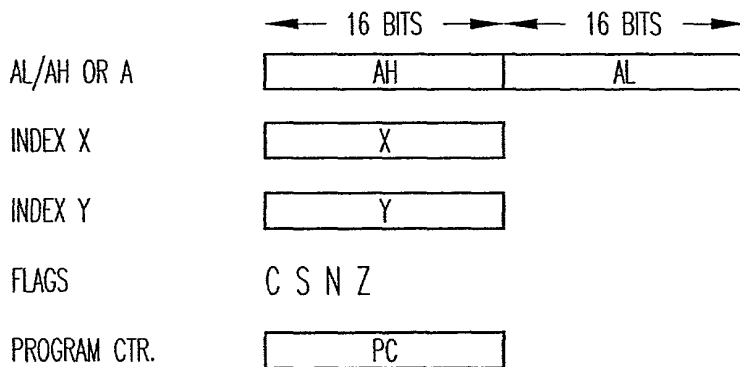 16 BITS 16 BITS
AL/AH OR A AH AL
INDEX X X
INDEX Y Y
FLAGS C S N Z
PROGRAM CTR. PC